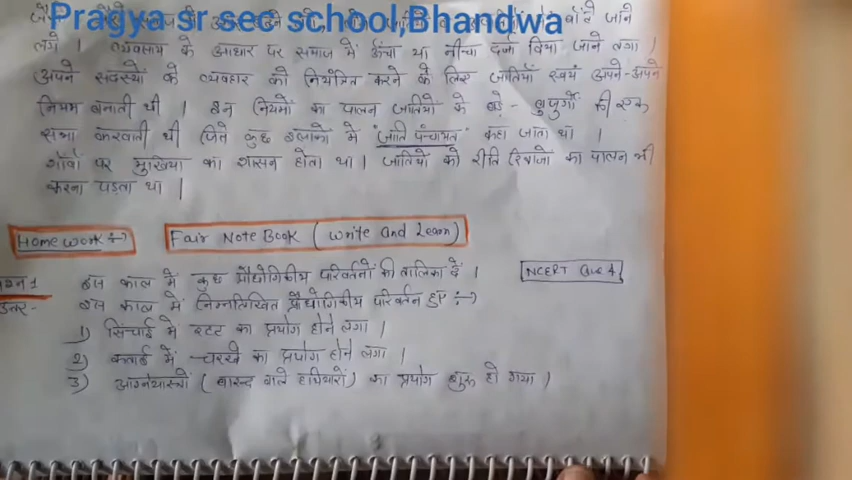 Pragya sr sec school,Bhandwa
बाँटे जाने
लगे । व्यवसाय के आधार पर समाज में ऊंचा या नीचा दर्जा दिया जाने लगा ।
अपने सदस्यों के व्यवहार को नियंत्रित करने के लिए जातियाँ स्वयं अपने-अपने
नियम बनाती थी । इन नियमों का पालन जातियों के बड़े - बुजुर्गों की एक
सभा करवाती थी जिसे कुछ इलाकों में 'जाति पंचायत' कहा जाता था ।
गाँवों पर मुखिया का शासन होता था । जातियों को रीति रिवाजो का पालन भी
करना पड़ता था ।
Home work :-> Fair Note Book ( Write and Learn)
इस काल में कुछ प्रौद्योगिकीय परिवर्तनों की तालिका दें । NCERT Que 4
उत्तर- इस काल में निम्नलिखित प्रौद्योगिकीय परिवर्तन हुए :->
1) सिंचाई में रहट का प्रयोग होने लगा ।
2) कताई में चरखे का प्रयोग होने लगा ।
3) आग्नेयास्त्रों ( बारूद वाले हथियारों ) का प्रयोग शुरू हो गया ।